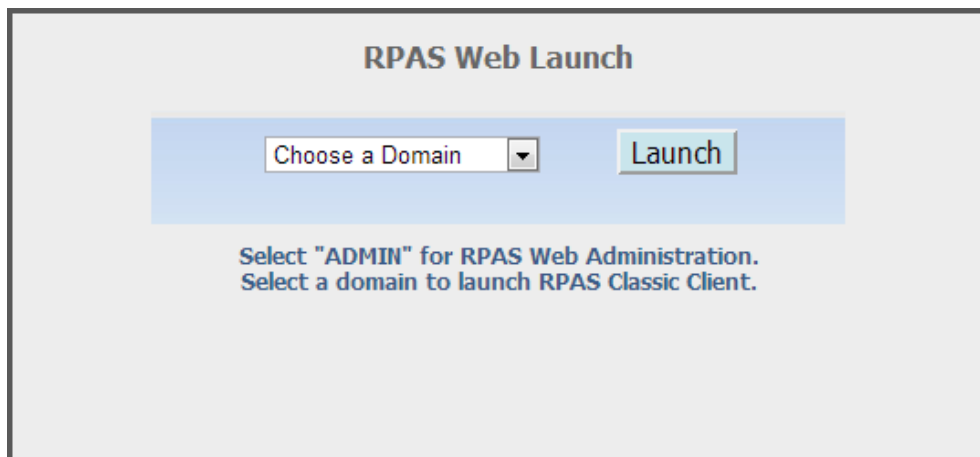 RPAS Web Launch
Choose a Domain
Launch
Select "ADMIN" for RPAS Web Administration.
Select a domain to launch RPAS Classic Client.